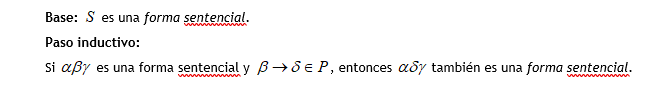 Base: S es una forma sentencial.
Paso inductivo:
Si αβγ es una forma sentencial y β → δ ∈ P, entonces αδγ también es una forma sentencial.